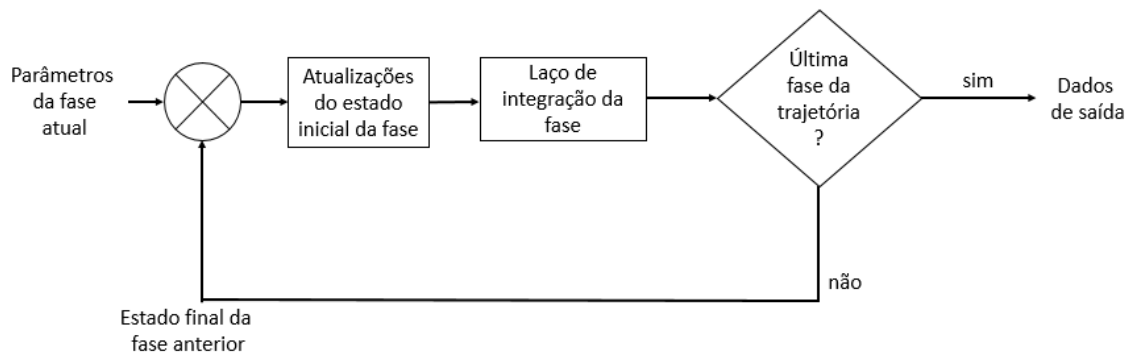 Parâmetros
da fase
atual
Atualizações
do estado
inicial da fase
Laço de
integração da
fase
Última
fase da
trajetória
?
sim
Dados
de saída
não
Estado final da
fase anterior